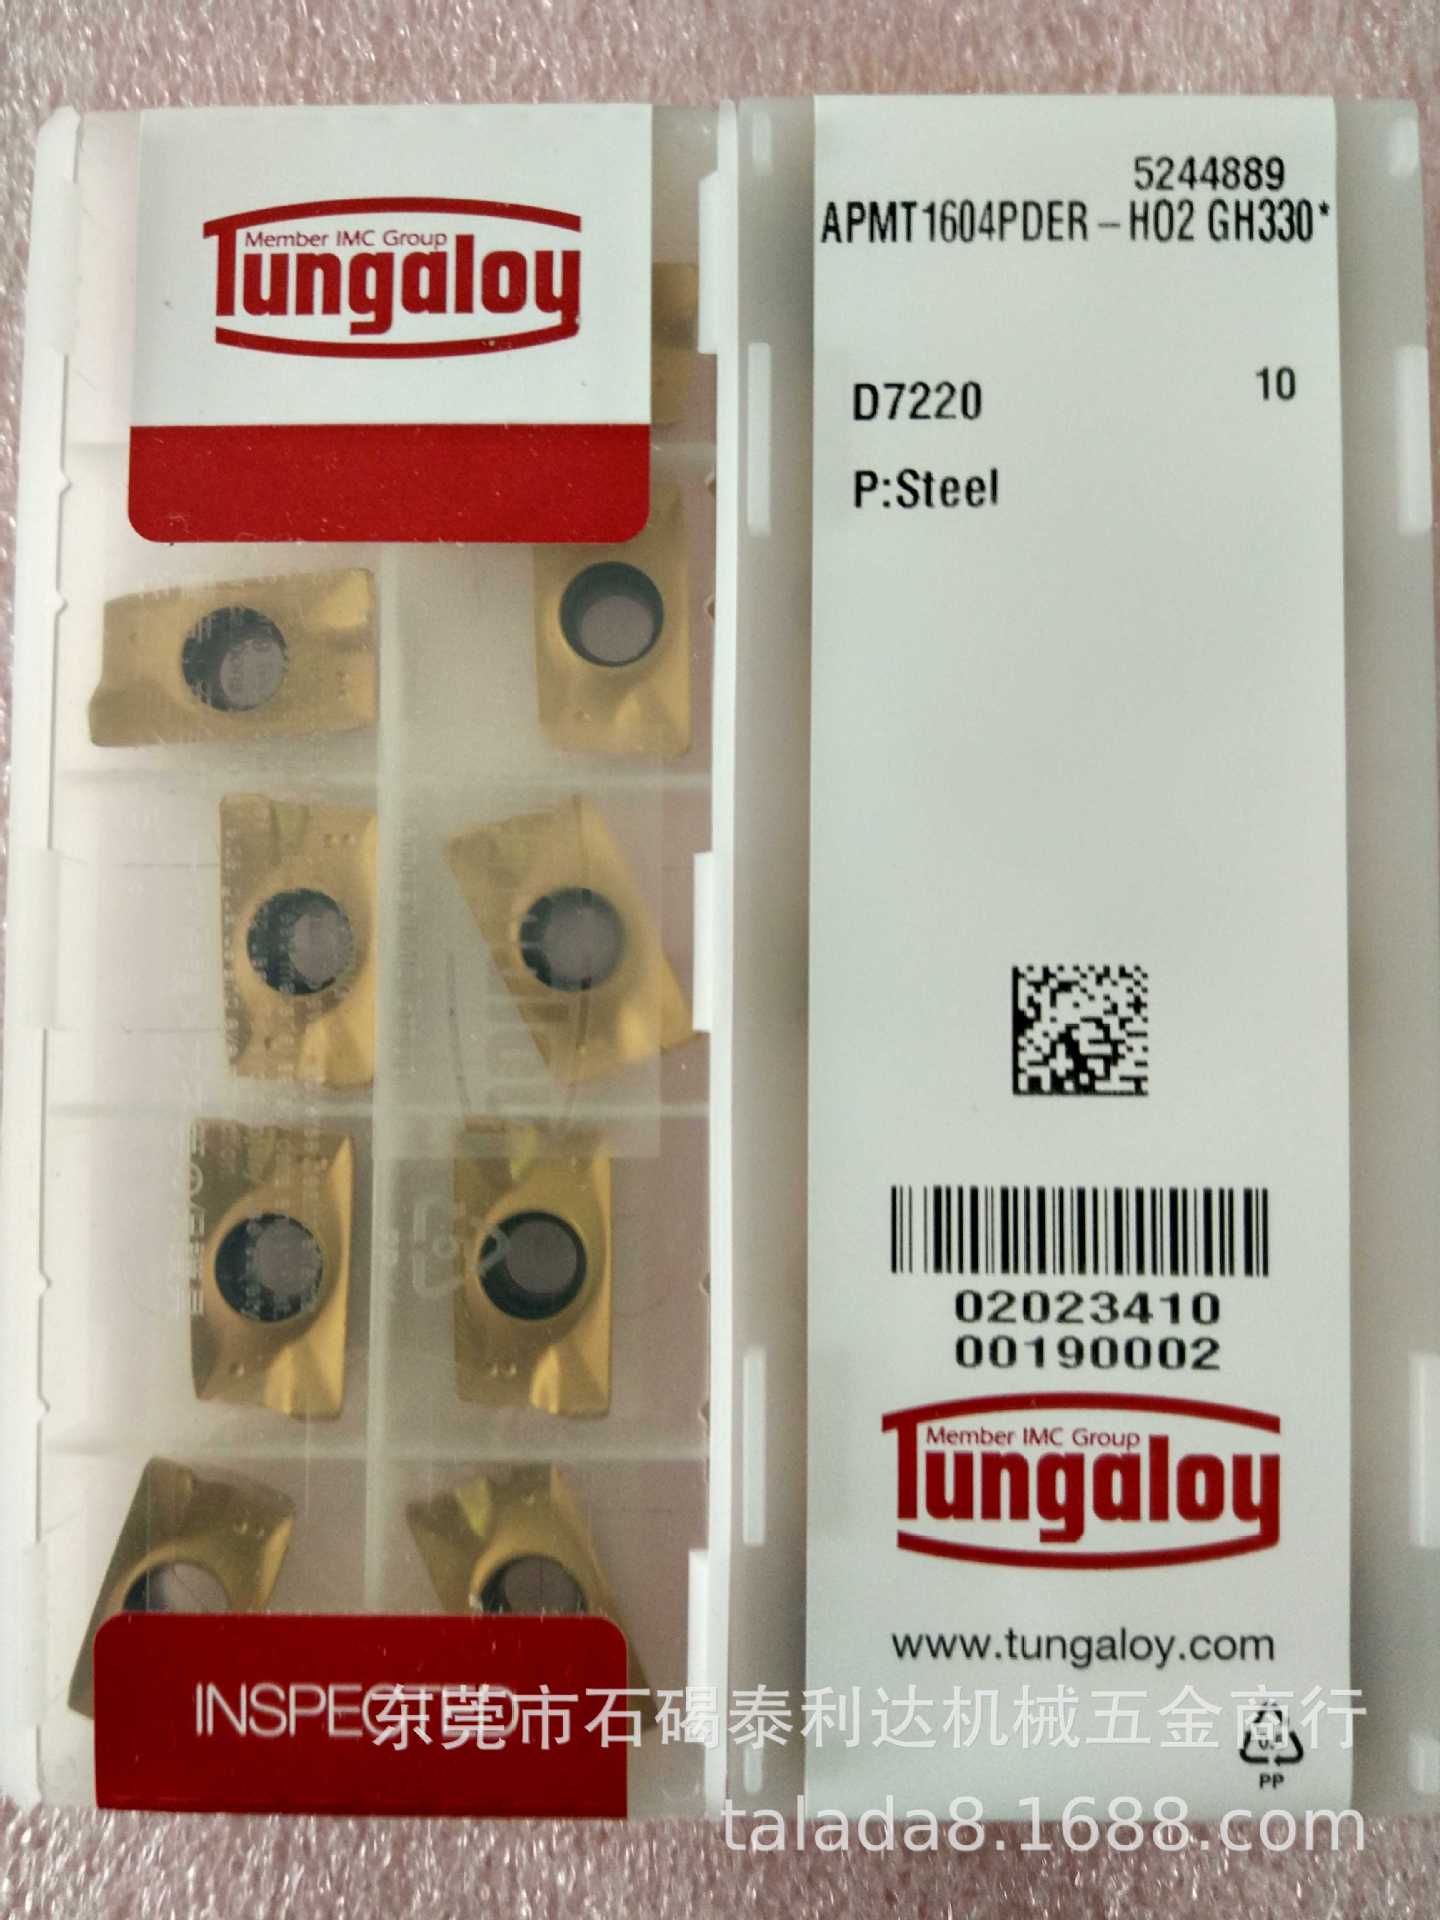 Member IMC Group
Tungaloy
5244889
APMT1604PDER-H02 GH330*
D7220
10
P:Steel
02023410
00190002
Member IMC Group
Tungaloy
www.tungaloy.com
INSPECTED
东莞市石碣泰利达机械五金商行
PP
talada8.1688.com